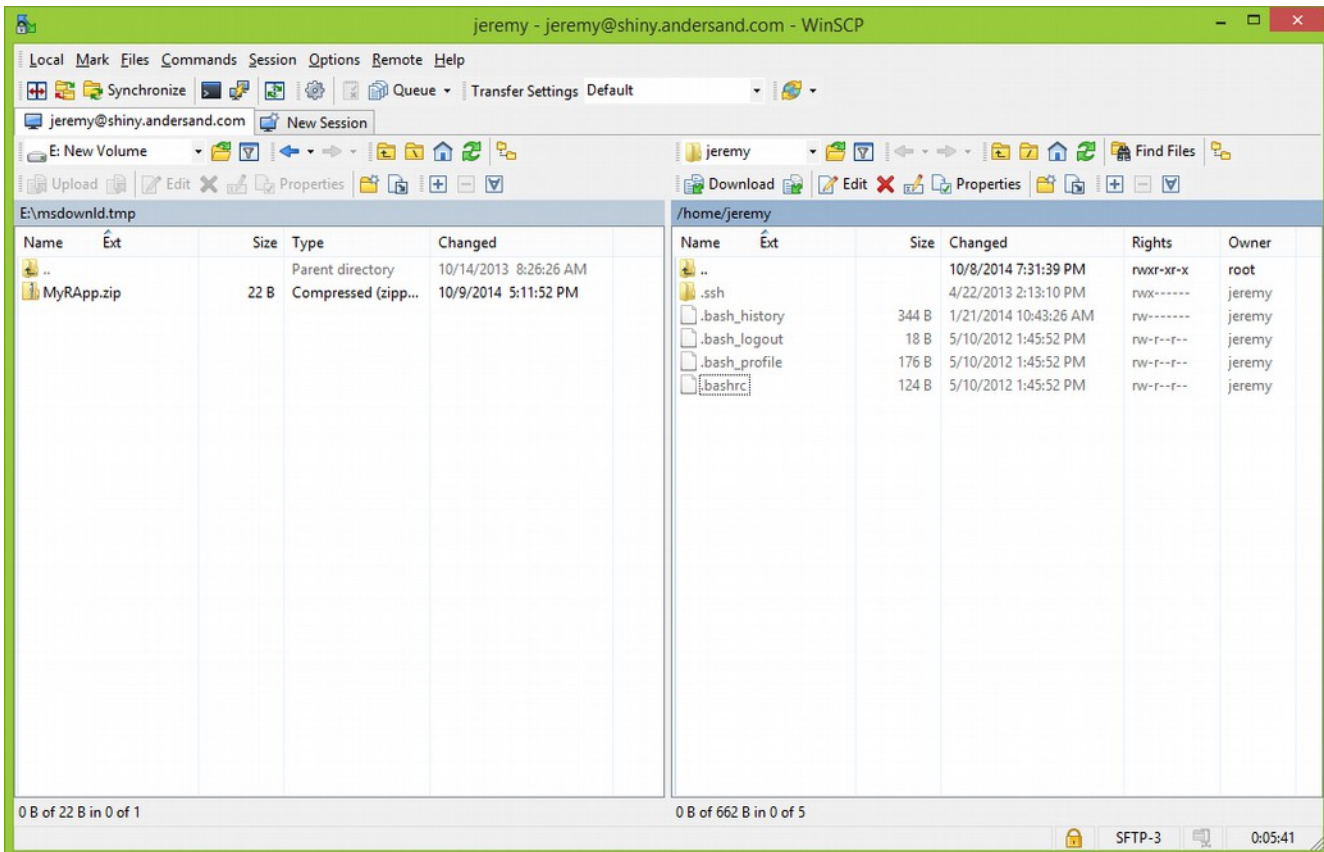 jeremy - jeremy@shiny.andersand.com - WinSCP
Local Mark Files Commands Session Options Remote Help
Synchronize Queue Transfer Settings Default
jeremy@shiny.andersand.com New Session
E: New Volume jeremy Find Files
Upload Edit Properties Download Edit Properties
E:\msdownld.tmp /home/jeremy
Name Ext Size Type Changed Name Ext Size Changed Rights Owner
.. Parent directory 10/14/2013 8:26:26 AM .. 10/8/2014 7:31:39 PM rwxr-xr-x root
MyRApp.zip 22 B Compressed (zipp... 10/9/2014 5:11:52 PM .ssh 4/22/2013 2:13:10 PM rwx------ jeremy
.bash_history 344 B 1/21/2014 10:43:26 AM rw------- jeremy
.bash_logout 18 B 5/10/2012 1:45:52 PM rw-r--r-- jeremy
.bash_profile 176 B 5/10/2012 1:45:52 PM rw-r--r-- jeremy
.bashrc 124 B 5/10/2012 1:45:52 PM rw-r--r-- jeremy
0 B of 22 B in 0 of 1 0 B of 662 B in 0 of 5
SFTP-3 0:05:41